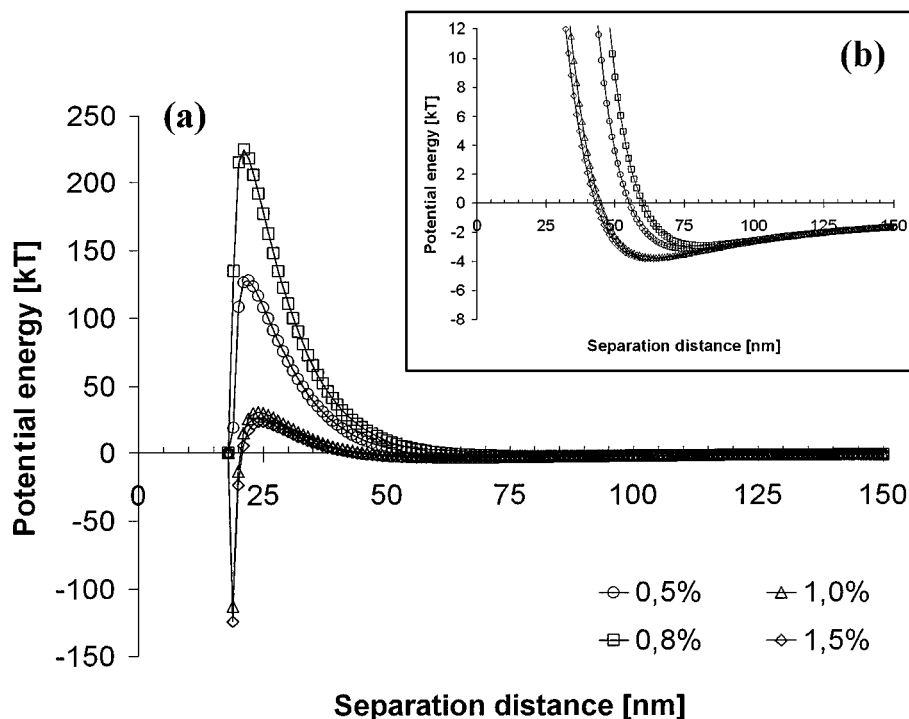 (a)
Potential energy [kT]
250
200
150
100
50
0
-50
-100
-150
0 25 50 75 100 125 150
Separation distance [nm]
0,5% 1,0%
0,8% 1,5%
(b)
Potential energy [kT]
12
10
8
6
4
2
0
-2
-4
-6
-8
0 25 50 75 100 125 150
Separation distance [nm]